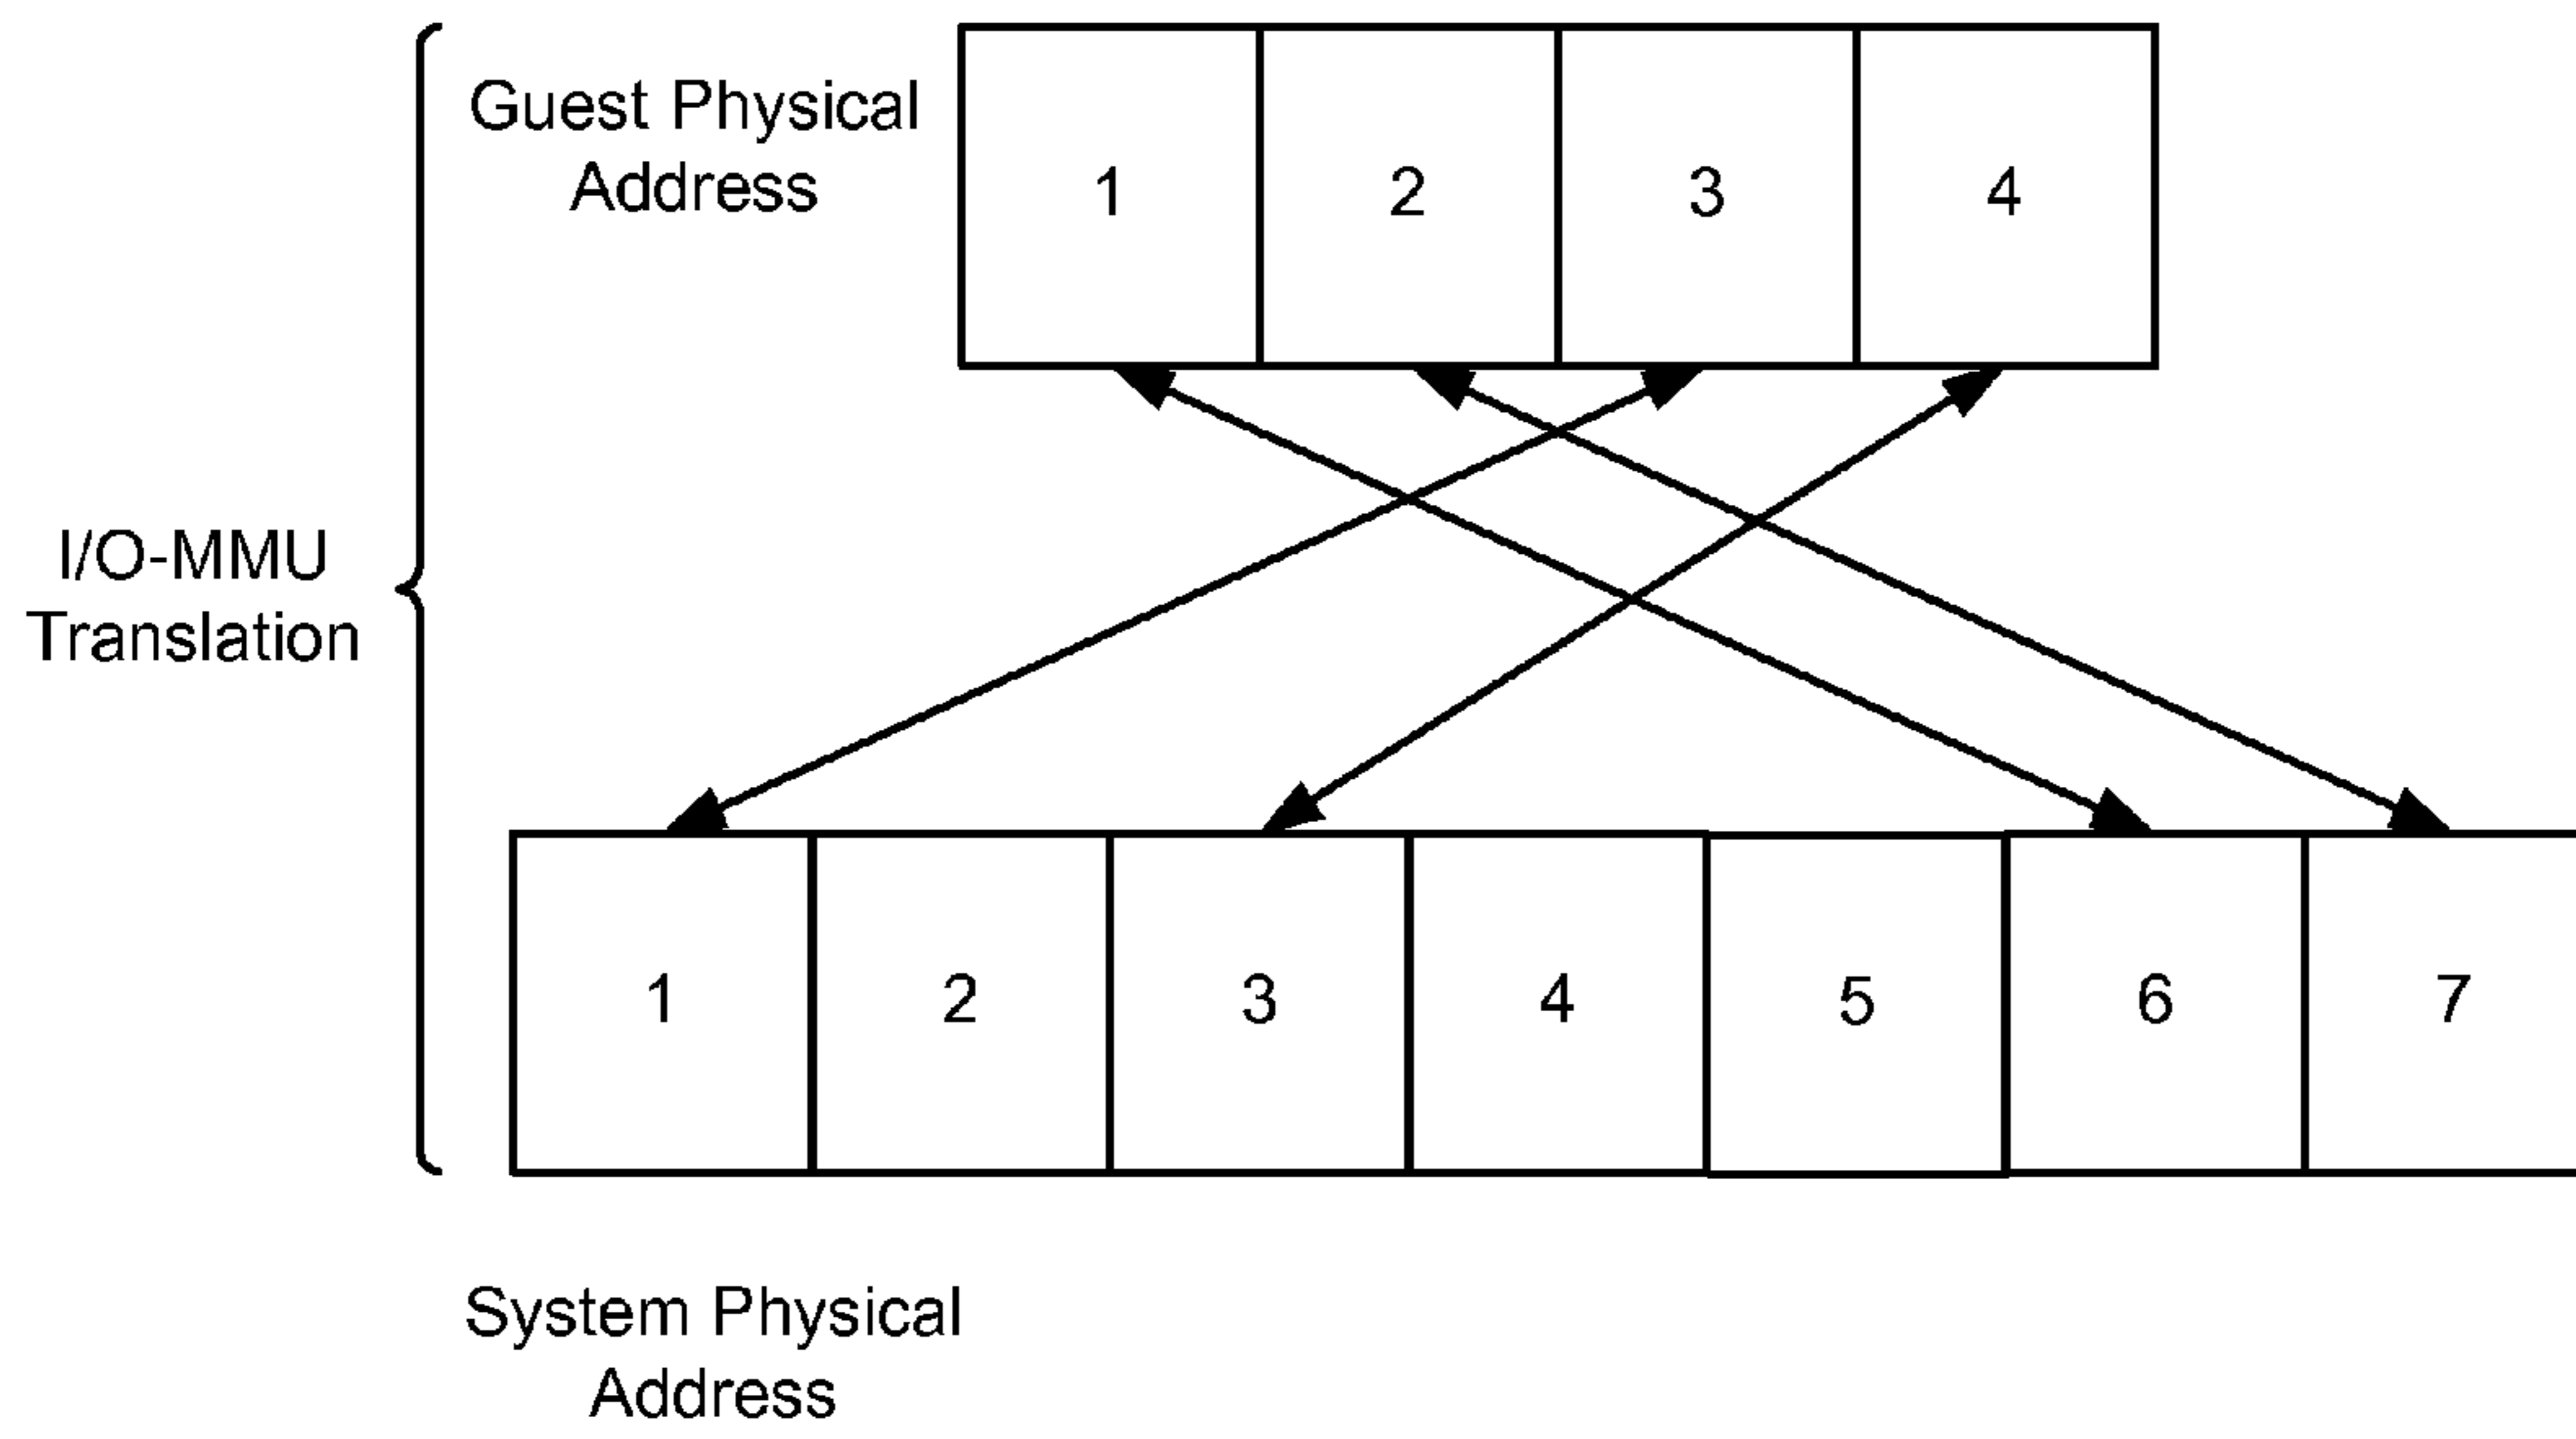 Guest Physical
Address
1 2 3 4
I/O-MMU
Translation
1 2 3 4 5 6 7
System Physical
Address